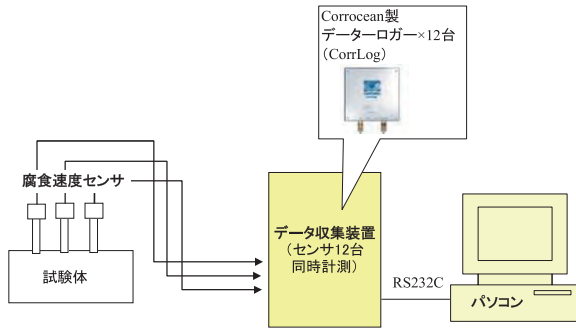 Corrocean製
データーロガー×12台
（CorrLog）
腐食速度センサ
試験体
データ収集装置
（センサ12台
同時計測）
RS232C
パソコン